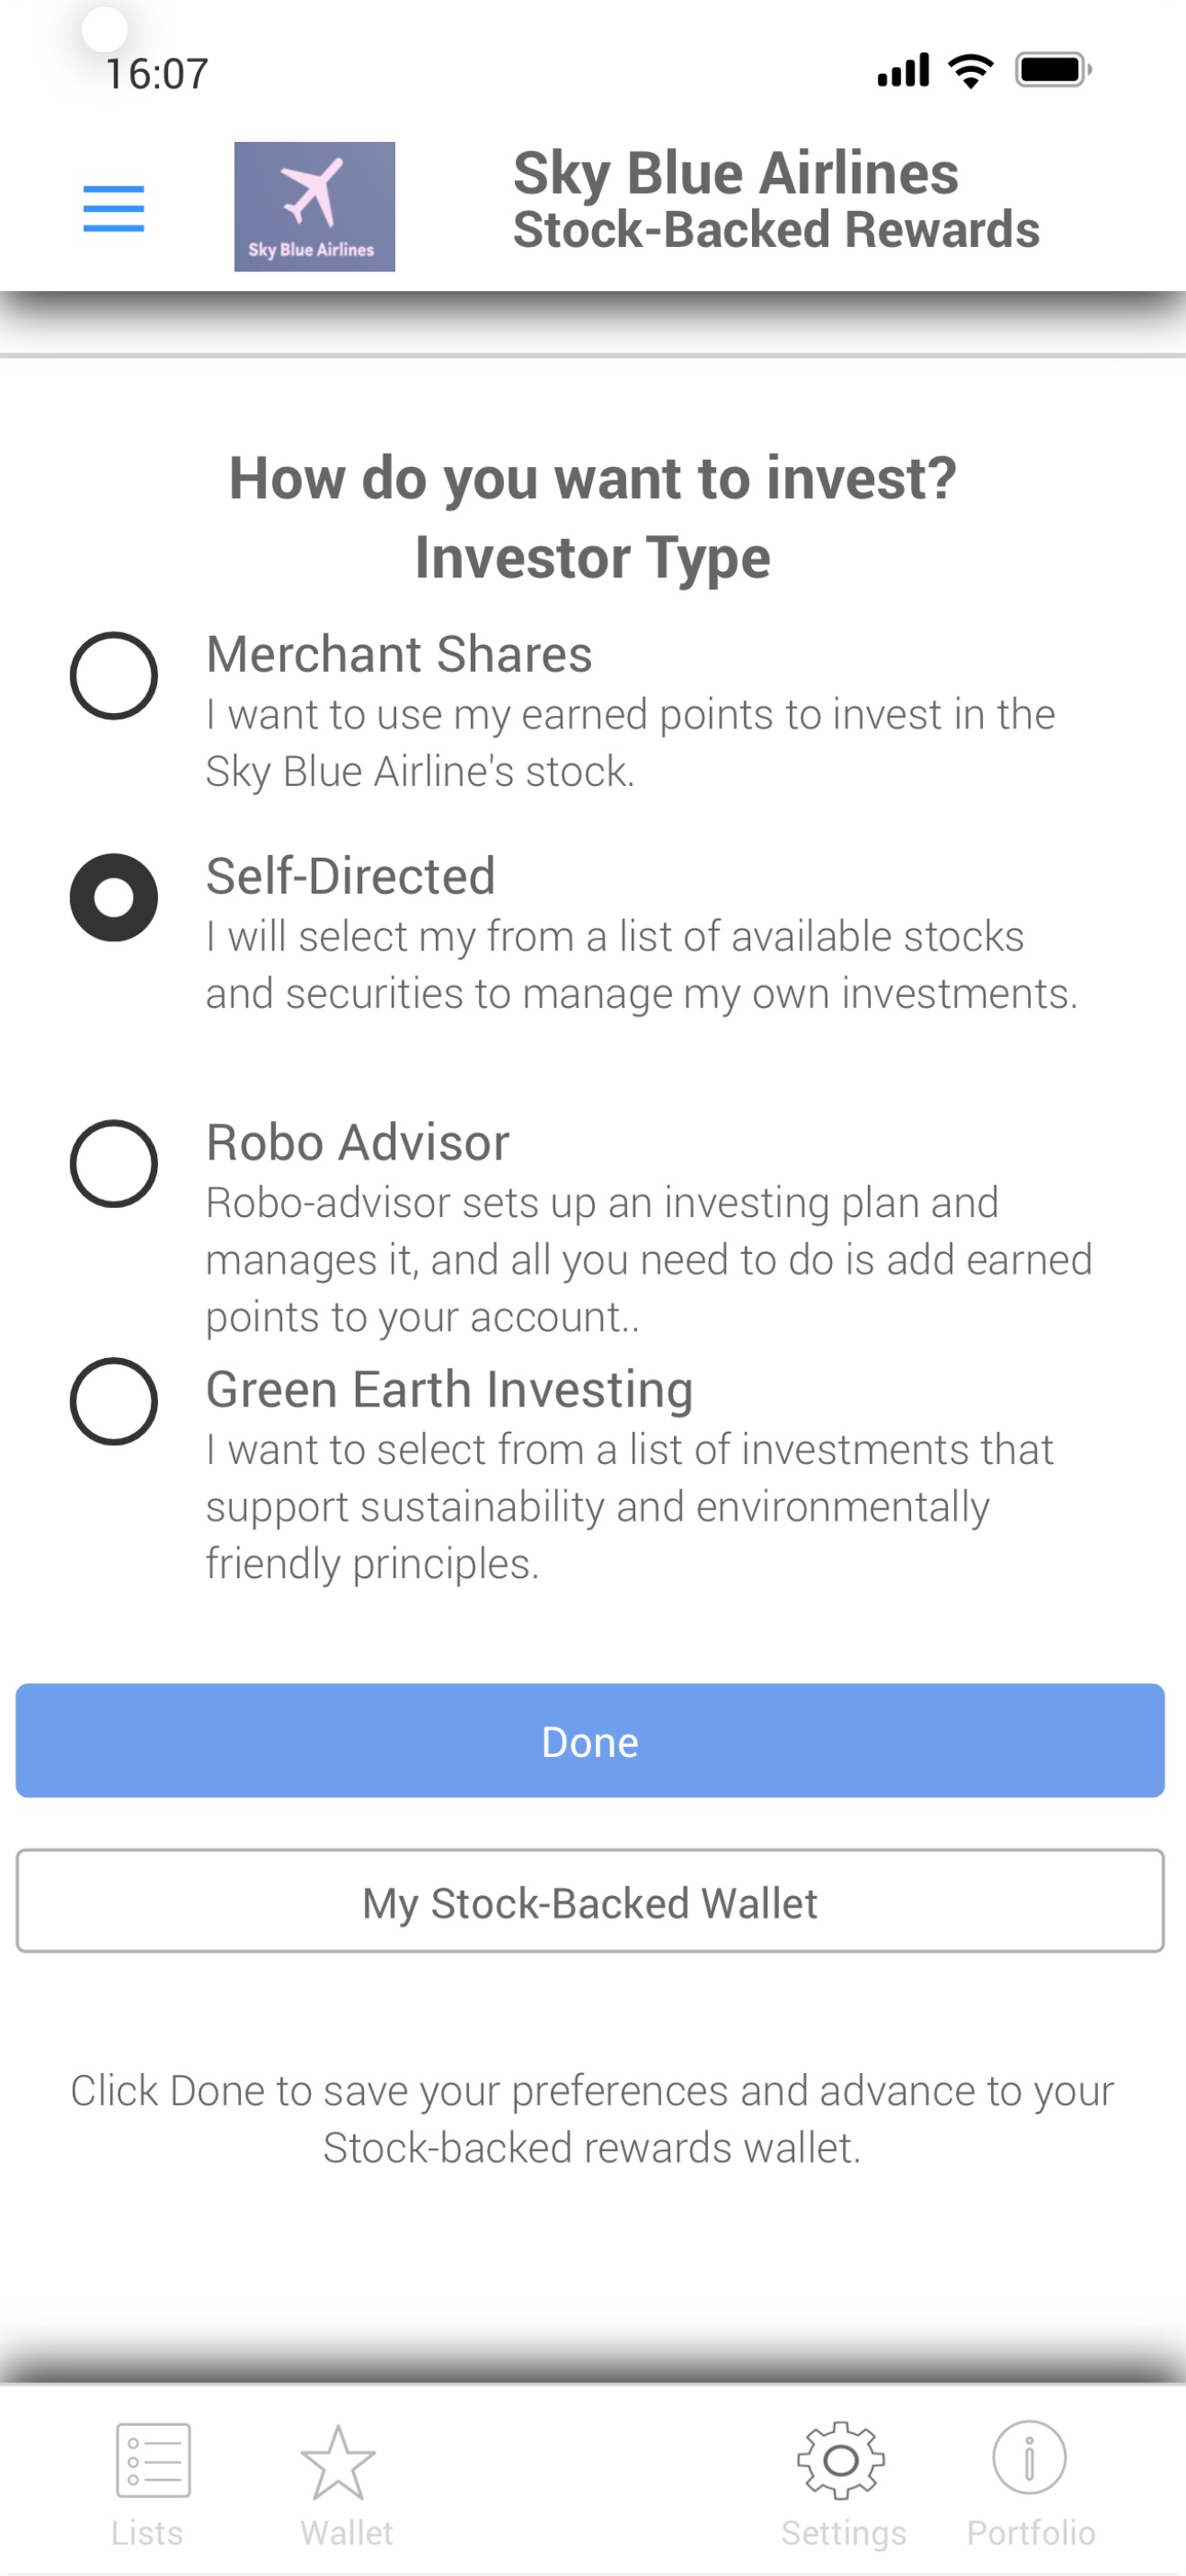 16:07
Sky Blue Airlines
Sky Blue Airlines
Stock-Backed Rewards
How do you want to invest?
Investor Type
Merchant Shares
I want to use my earned points to invest in the
Sky Blue Airline's stock.
Self-Directed
I will select my from a list of available stocks
and securities to manage my own investments.
Robo Advisor
Robo-advisor sets up an investing plan and
manages it, and all you need to do is add earned
points to your account..
Green Earth Investing
I want to select from a list of investments that
support sustainability and environmentally
friendly principles.
Done
My Stock-Backed Wallet
Click Done to save your preferences and advance to your
Stock-backed rewards wallet.
Lists
Wallet
Settings
Portfolio